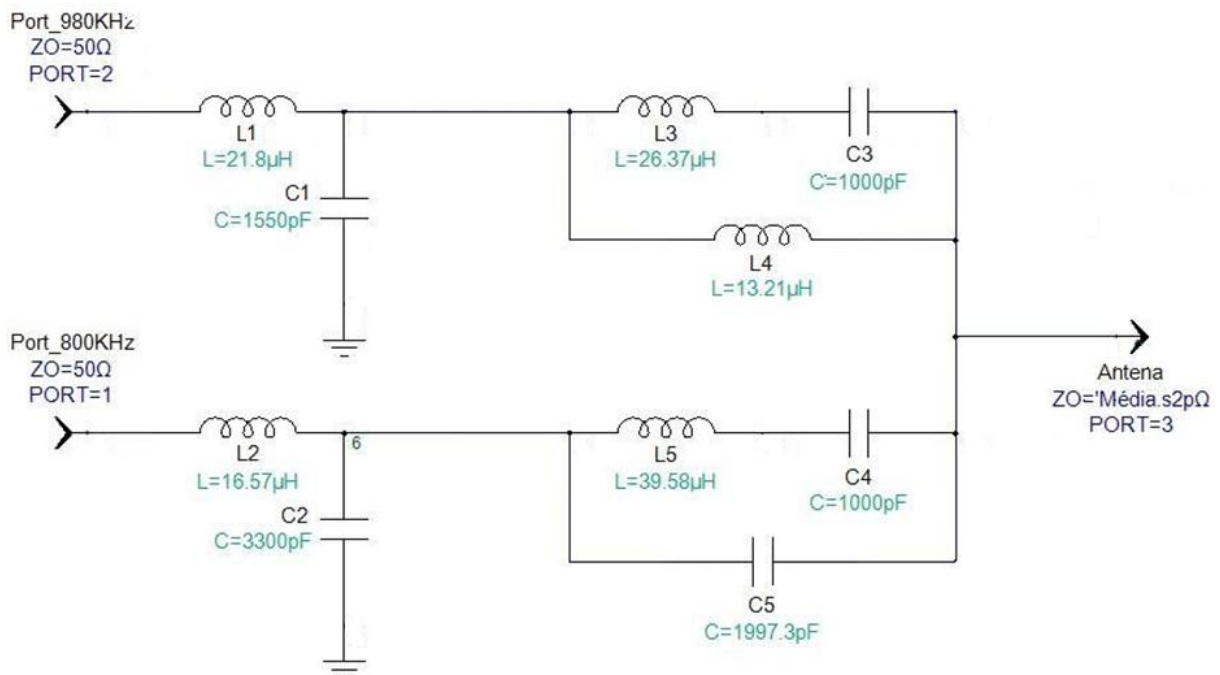 Port_980KHz
ZO=50Ω
PORT=2
L1
L=21.8µH
C1
C=1550pF
L3
L=26.37µH
C3
C=1000pF
L4
L=13.21µH
Port_800KHz
ZO=50Ω
PORT=1
L2
L=16.57µH
6
C2
C=3300pF
L5
L=39.58µH
C4
C=1000pF
C5
C=1997.3pF
Antena
ZO='Média.s2pΩ
PORT=3